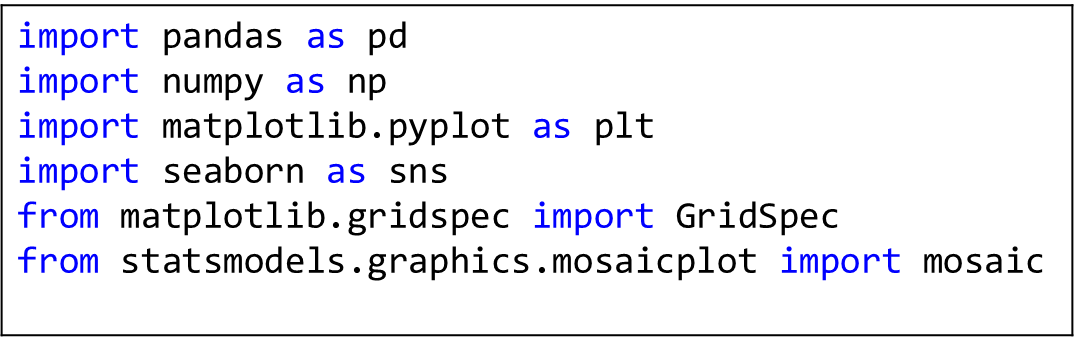 import pandas as pd
import numpy as np
import matplotlib.pyplot as plt
import seaborn as sns
from matplotlib.gridspec import GridSpec
from statsmodels.graphics.mosaicplot import mosaic